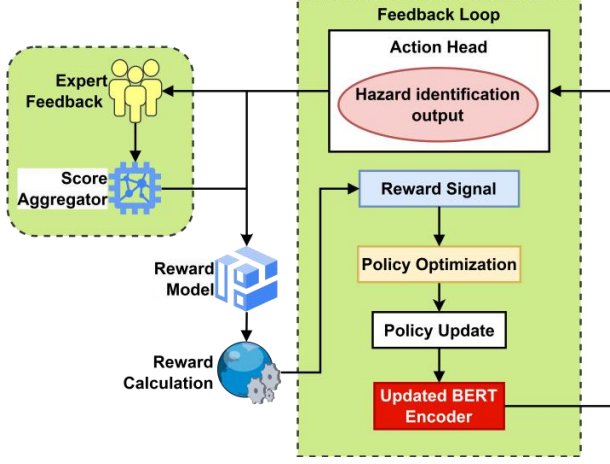 Feedback Loop
Action Head
Hazard identification
output
Expert
Feedback
Score
Aggregator
Reward Signal
Policy Optimization
Reward
Model
Policy Update
Reward
Calculation
Updated BERT
Encoder